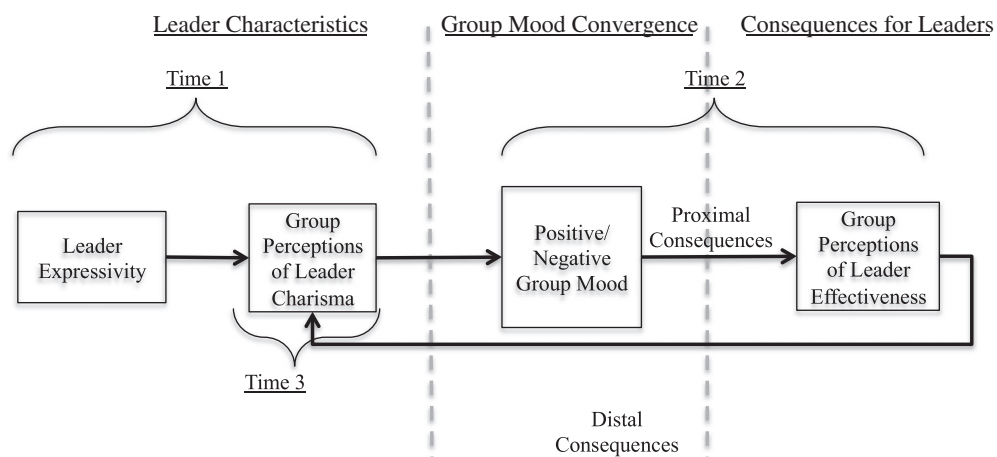 Leader Characteristics
Group Mood Convergence
Consequences for Leaders
Time 1
Time 2
Leader
Expressivity
Group
Perceptions
of Leader
Charisma
Positive/
Negative
Group Mood
Proximal
Consequences
Group
Perceptions
of Leader
Effectiveness
Time 3
Distal
Consequences